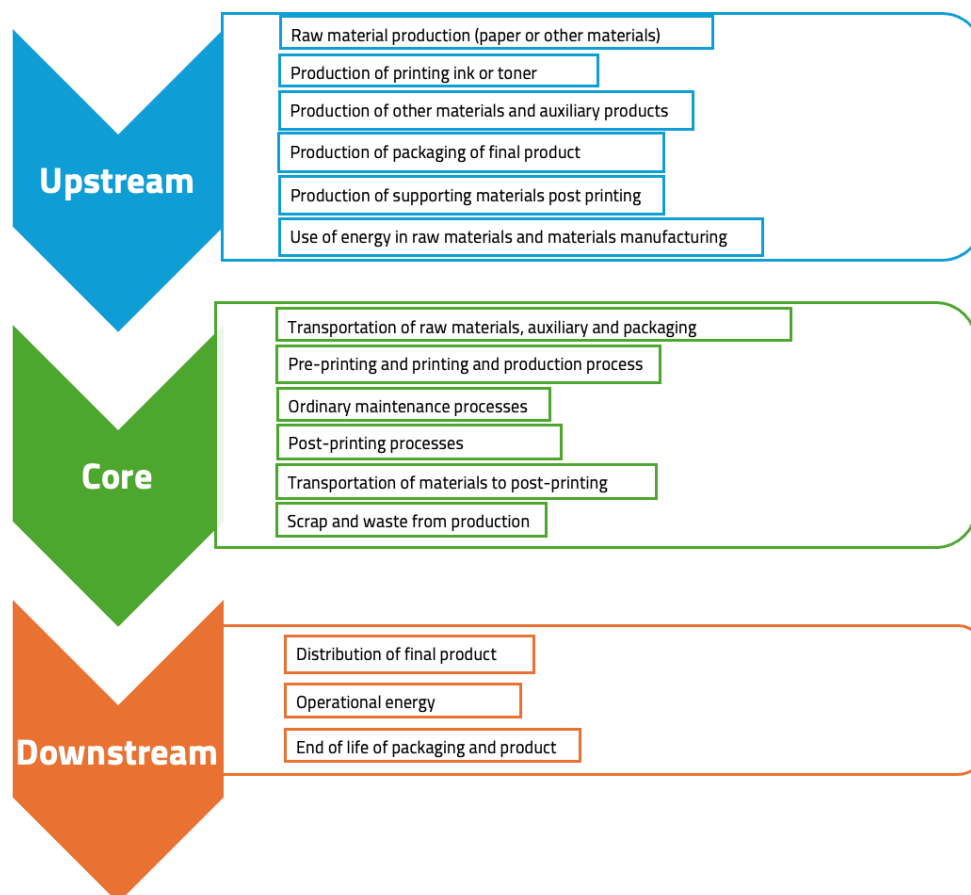 Raw material production (paper or other materials)
Production of printing ink or toner
Production of other materials and auxiliary products
Upstream
Production of packaging of final product
Production of supporting materials post printing
Use of energy in raw materials and materials manufacturing
Transportation of raw materials, auxiliary and packaging
Pre-printing and printing and production process
Ordinary maintenance processes
Core
Post-printing processes
Transportation of materials to post-printing
Scrap and waste from production
Distribution of final product
Operational energy
Downstream
End of life of packaging and product